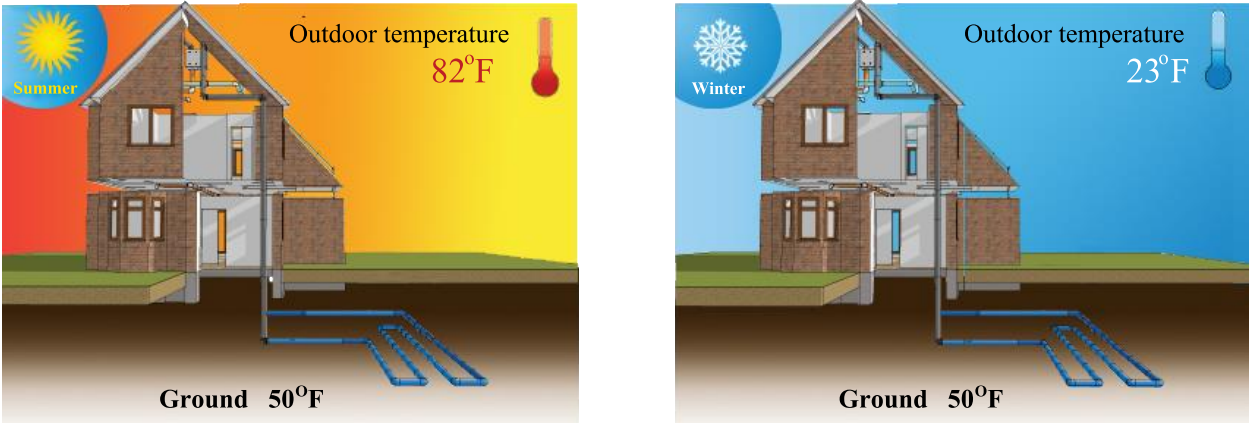 Outdoor temperature
82°F
Summer
Ground 50°F
Outdoor temperature
23°F
Winter
Ground 50°F